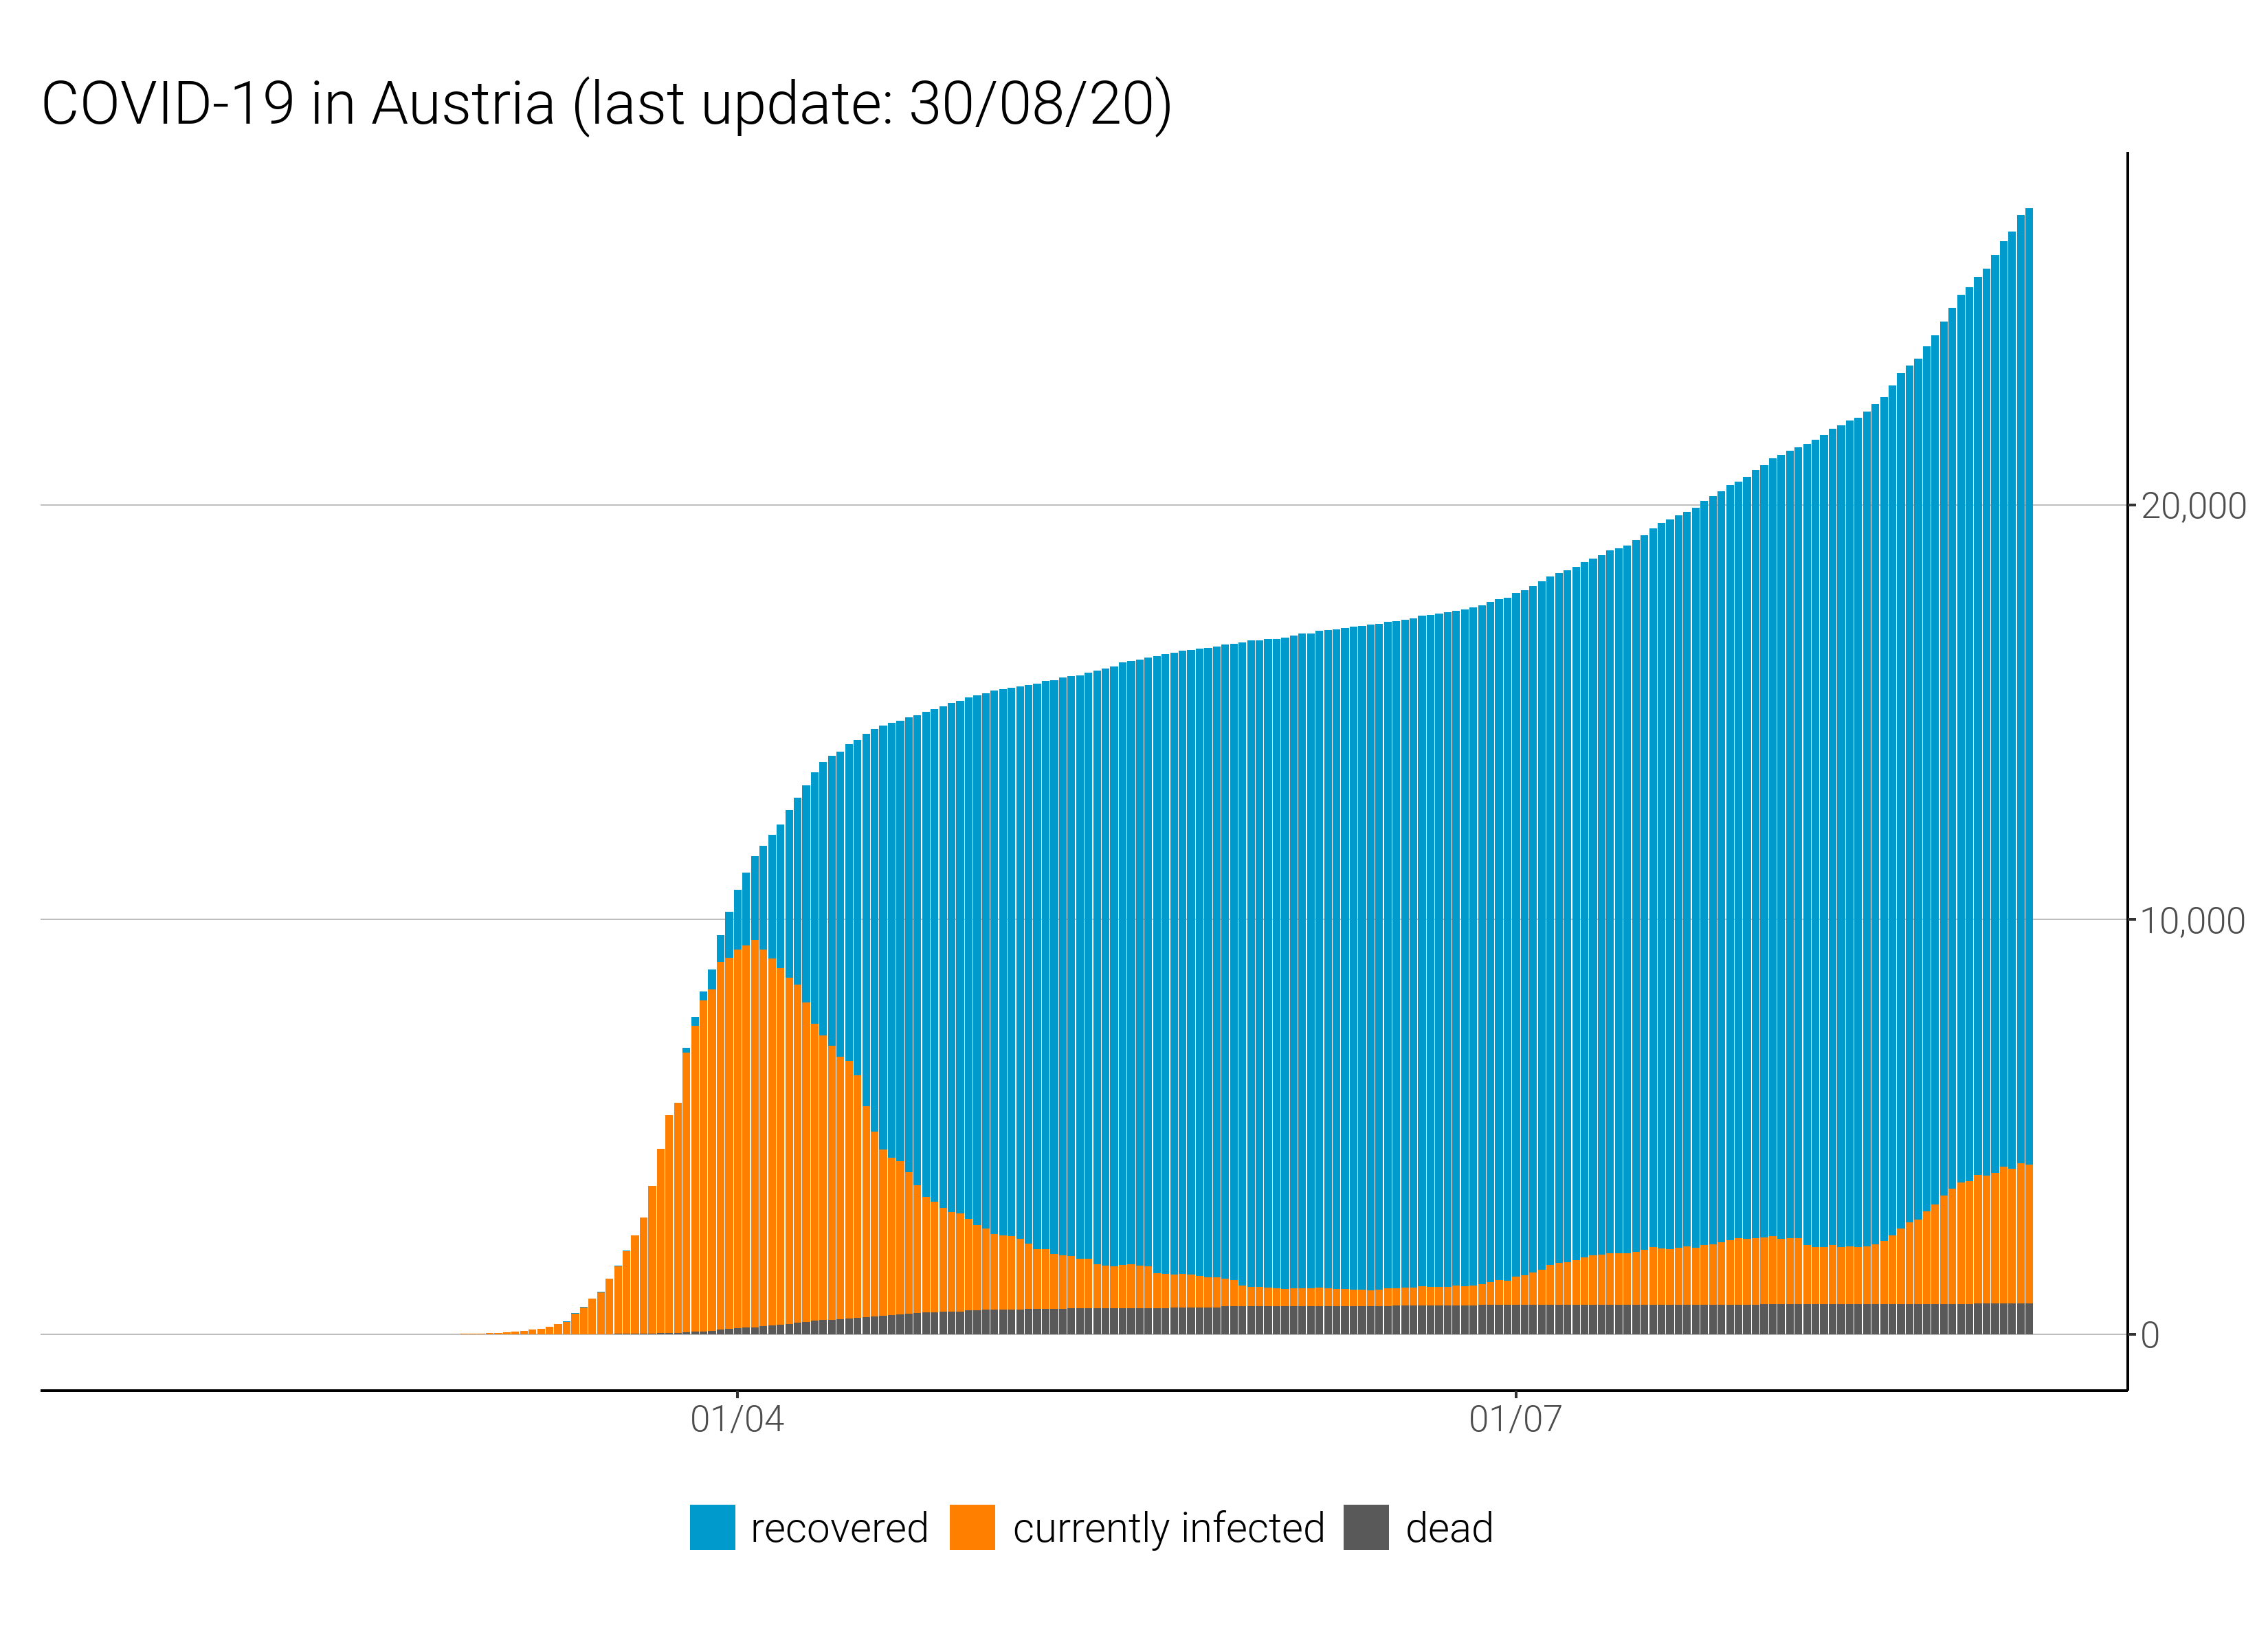 COVID-19 in Austria (last update: 30/08/20)
20,000
10,000
0
01/04 01/07
recovered currently infected dead